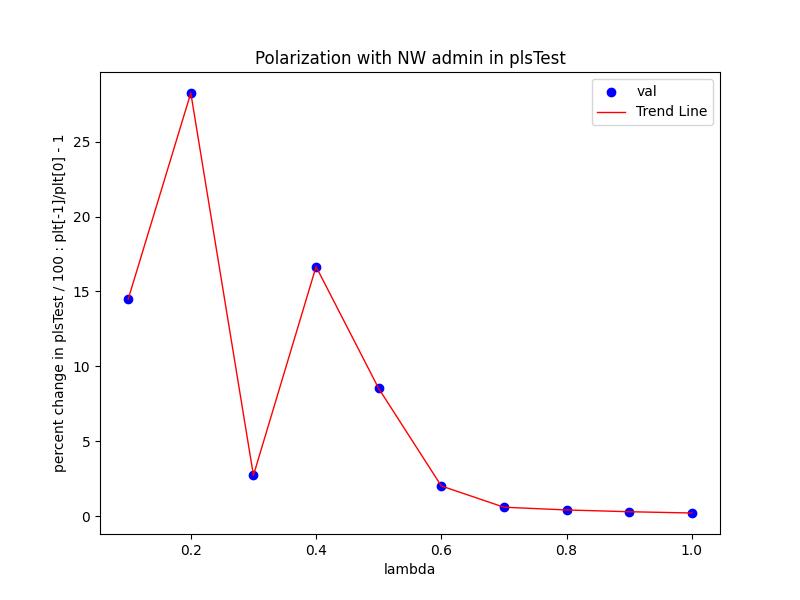 Polarization with NW admin in plsTest
val
Trend Line
percent change in plsTest / 100 : plt[-1]/plt[0] - 1
25
20
15
10
5
0
0.2 0.4 0.6 0.8 1.0
lambda